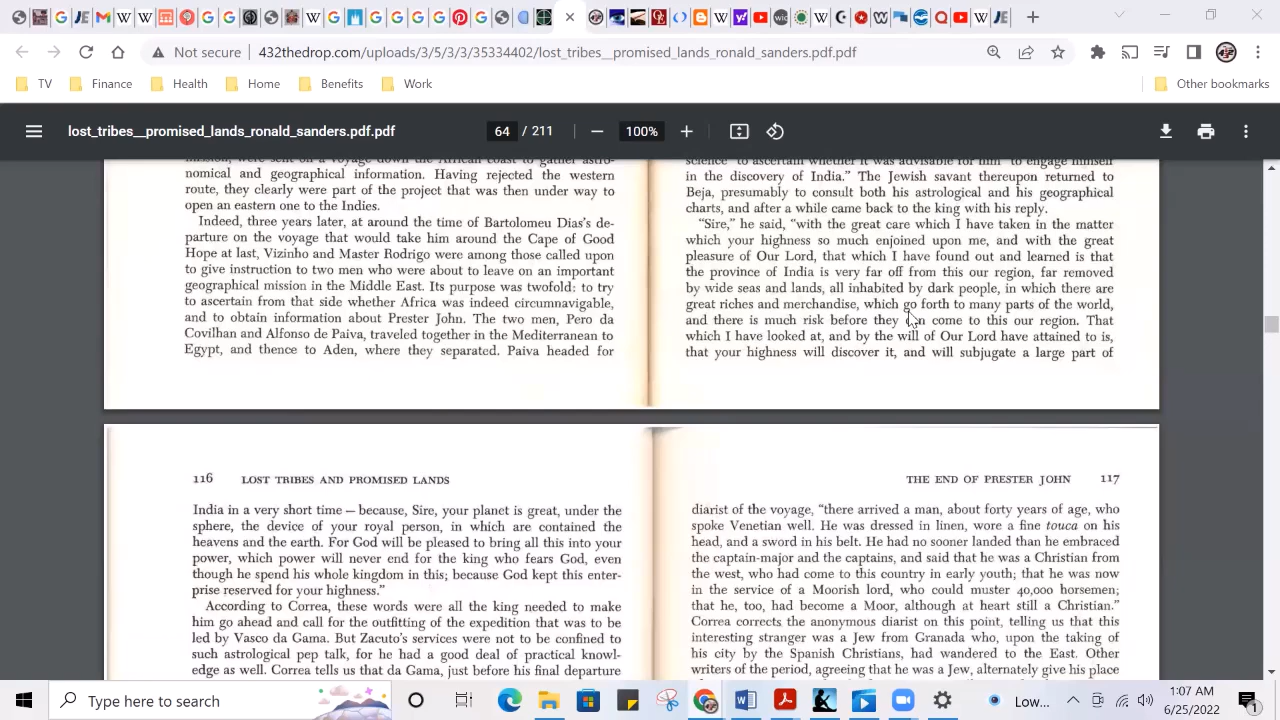 Not secure
432thedrop.com/uploads/3/5/3/3/35334402/lost_tribes__promised_lands_ronald_sanders.pdf.pdf
TV
Finance
Health
Home
Benefits
Work
Other bookmarks
lost_tribes__promised_lands_ronald_sanders.pdf.pdf
64 / 211
100%
mission, were sent on a voyage down the African coast to gather astro-
nomical and geographical information. Having rejected the western
route, they clearly were part of the project that was then under way to
open an eastern one to the Indies.
Indeed, three years later, at around the time of Bartolomeu Dias's de-
parture on the voyage that would take him around the Cape of Good
Hope at last, Vizinho and Master Rodrigo were among those called upon
to give instruction to two men who were about to leave on an important
geographical mission in the Middle East. Its purpose was twofold: to try
to ascertain from that side whether Africa was indeed circumnavigable,
and to obtain information about Prester John. The two men, Pero da
Covilhan and Alfonso de Paiva, traveled together in the Mediterranean to
Egypt, and thence to Aden, where they separated. Paiva headed for
science "to ascertain whether it was advisable for him "to engage himself
in the discovery of India." The Jewish savant thereupon returned to
Beja, presumably to consult both his astrological and his geographical
charts, and after a while came back to the king with his reply.
"Sire," he said, "with the great care which I have taken in the matter
which your highness so much enjoined upon me, and with the great
pleasure of Our Lord, that which I have found out and learned is that
the province of India is very far off from this our region, far removed
by wide seas and lands, all inhabited by dark people, in which there are
great riches and merchandise, which go forth to many parts of the world,
and there is much risk before they can come to this our region. That
which I have looked at, and by the will of Our Lord have attained to is,
that your highness will discover it, and will subjugate a large part of
116 LOST TRIBES AND PROMISED LANDS
India in a very short time — because, Sire, your planet is great, under the
sphere, the device of your royal person, in which are contained the
heavens and the earth. For God will be pleased to bring all this into your
power, which power will never end for the king who fears God, even
though he spend his whole kingdom in this; because God kept this enter-
prise reserved for your highness."
According to Correa, these words were all the king needed to make
him go ahead and call for the outfitting of the expedition that was to be
led by Vasco da Gama. But Zacuto's services were not to be confined to
such astrological pep talk, for he had a good deal of practical knowl-
edge as well. Correa tells us that da Gama, just before his final departure
THE END OF PRESTER JOHN 117
diarist of the voyage, "there arrived a man, about forty years of age, who
spoke Venetian well. He was dressed in linen, wore a fine touca on his
head, and a sword in his belt. He had no sooner landed than he embraced
the captain-major and the captains, and said that he was a Christian from
the west, who had come to this country in early youth; that he was now
in the service of a Moorish lord, who could muster 40,000 horsemen;
that he, too, had become a Moor, although at heart still a Christian."
Correa corrects the anonymous diarist on this point, telling us that this
interesting stranger was a Jew from Granada who, upon the taking of
his city by the Spanish Christians, had wandered to the East. Other
writers of the period, agreeing that he was a Jew, alternately give his place
Type here to search
Low...
1:07 AM
6/25/2022